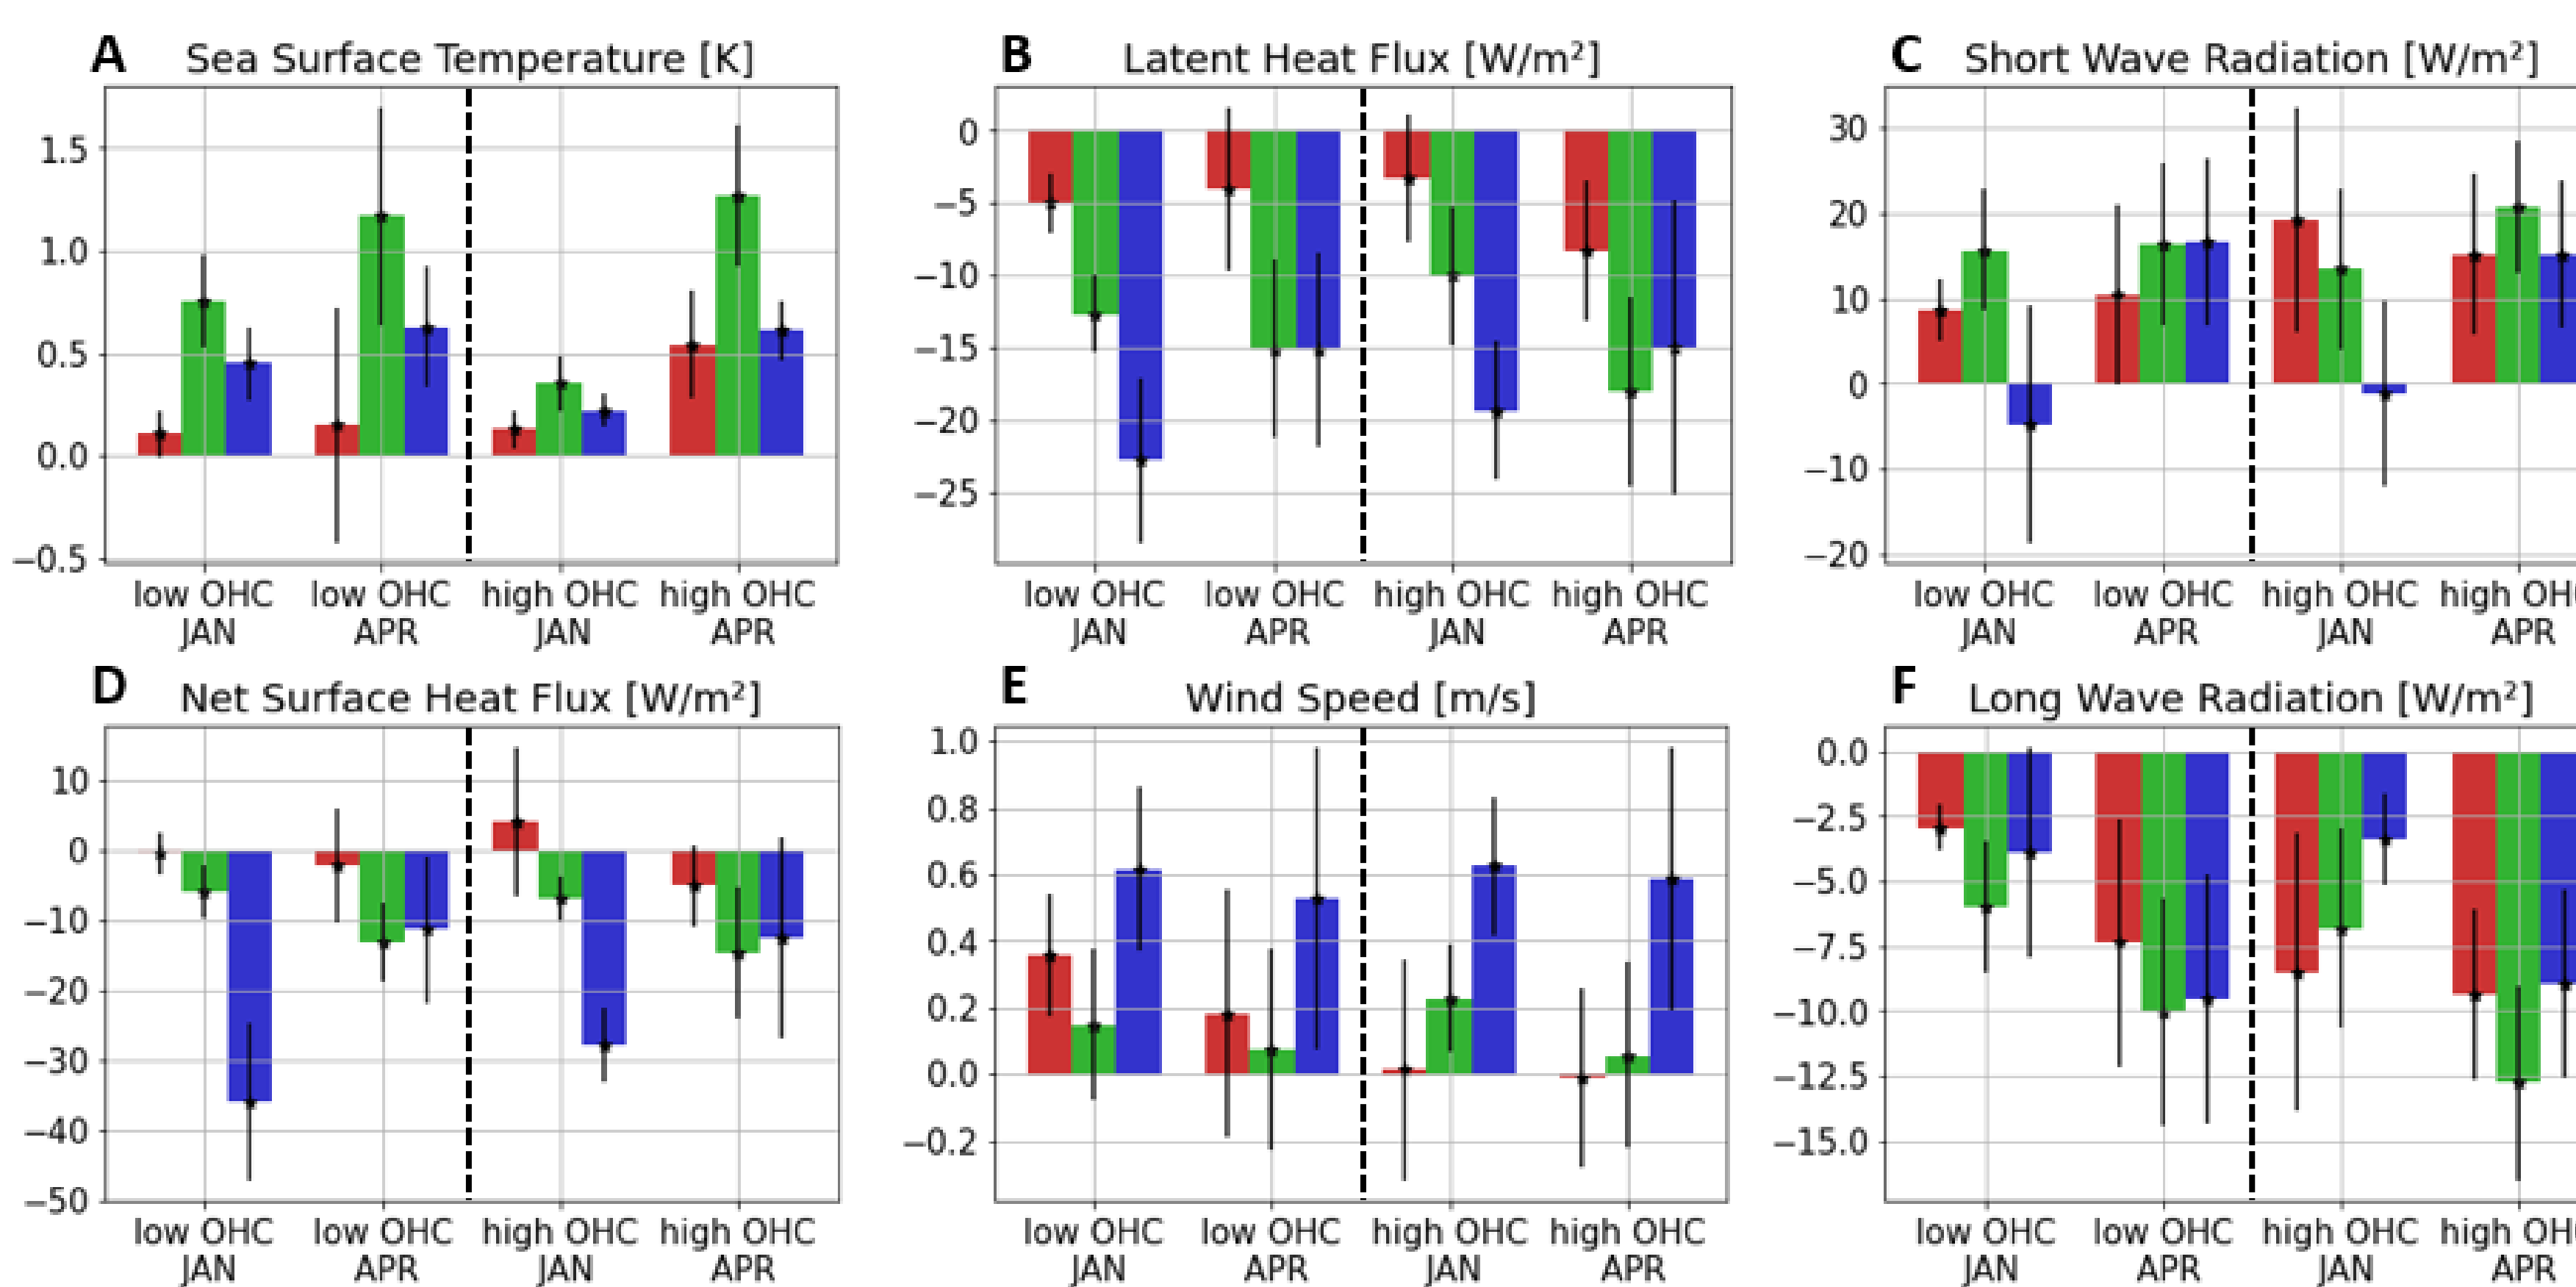 A Sea Surface Temperature [K]
1.5
1.0
0.5
0.0
−0.5
low OHC low OHC high OHC high OHC
JAN APR JAN APR
B Latent Heat Flux [W/m²]
0
−5
−10
−15
−20
−25
low OHC low OHC high OHC high OHC
JAN APR JAN APR
C Short Wave Radiation [W/m²]
30
20
10
0
−10
−20
low OHC low OHC high OHC high OH
JAN APR JAN APR
D Net Surface Heat Flux [W/m²]
10
0
−10
−20
−30
−40
−50
low OHC low OHC high OHC high OHC
JAN APR JAN APR
E Wind Speed [m/s]
1.0
0.8
0.6
0.4
0.2
0.0
−0.2
low OHC low OHC high OHC high OHC
JAN APR JAN APR
F Long Wave Radiation [W/m²]
0.0
−2.5
−5.0
−7.5
−10.0
−12.5
−15.0
low OHC low OHC high OHC high OH
JAN APR JAN APR